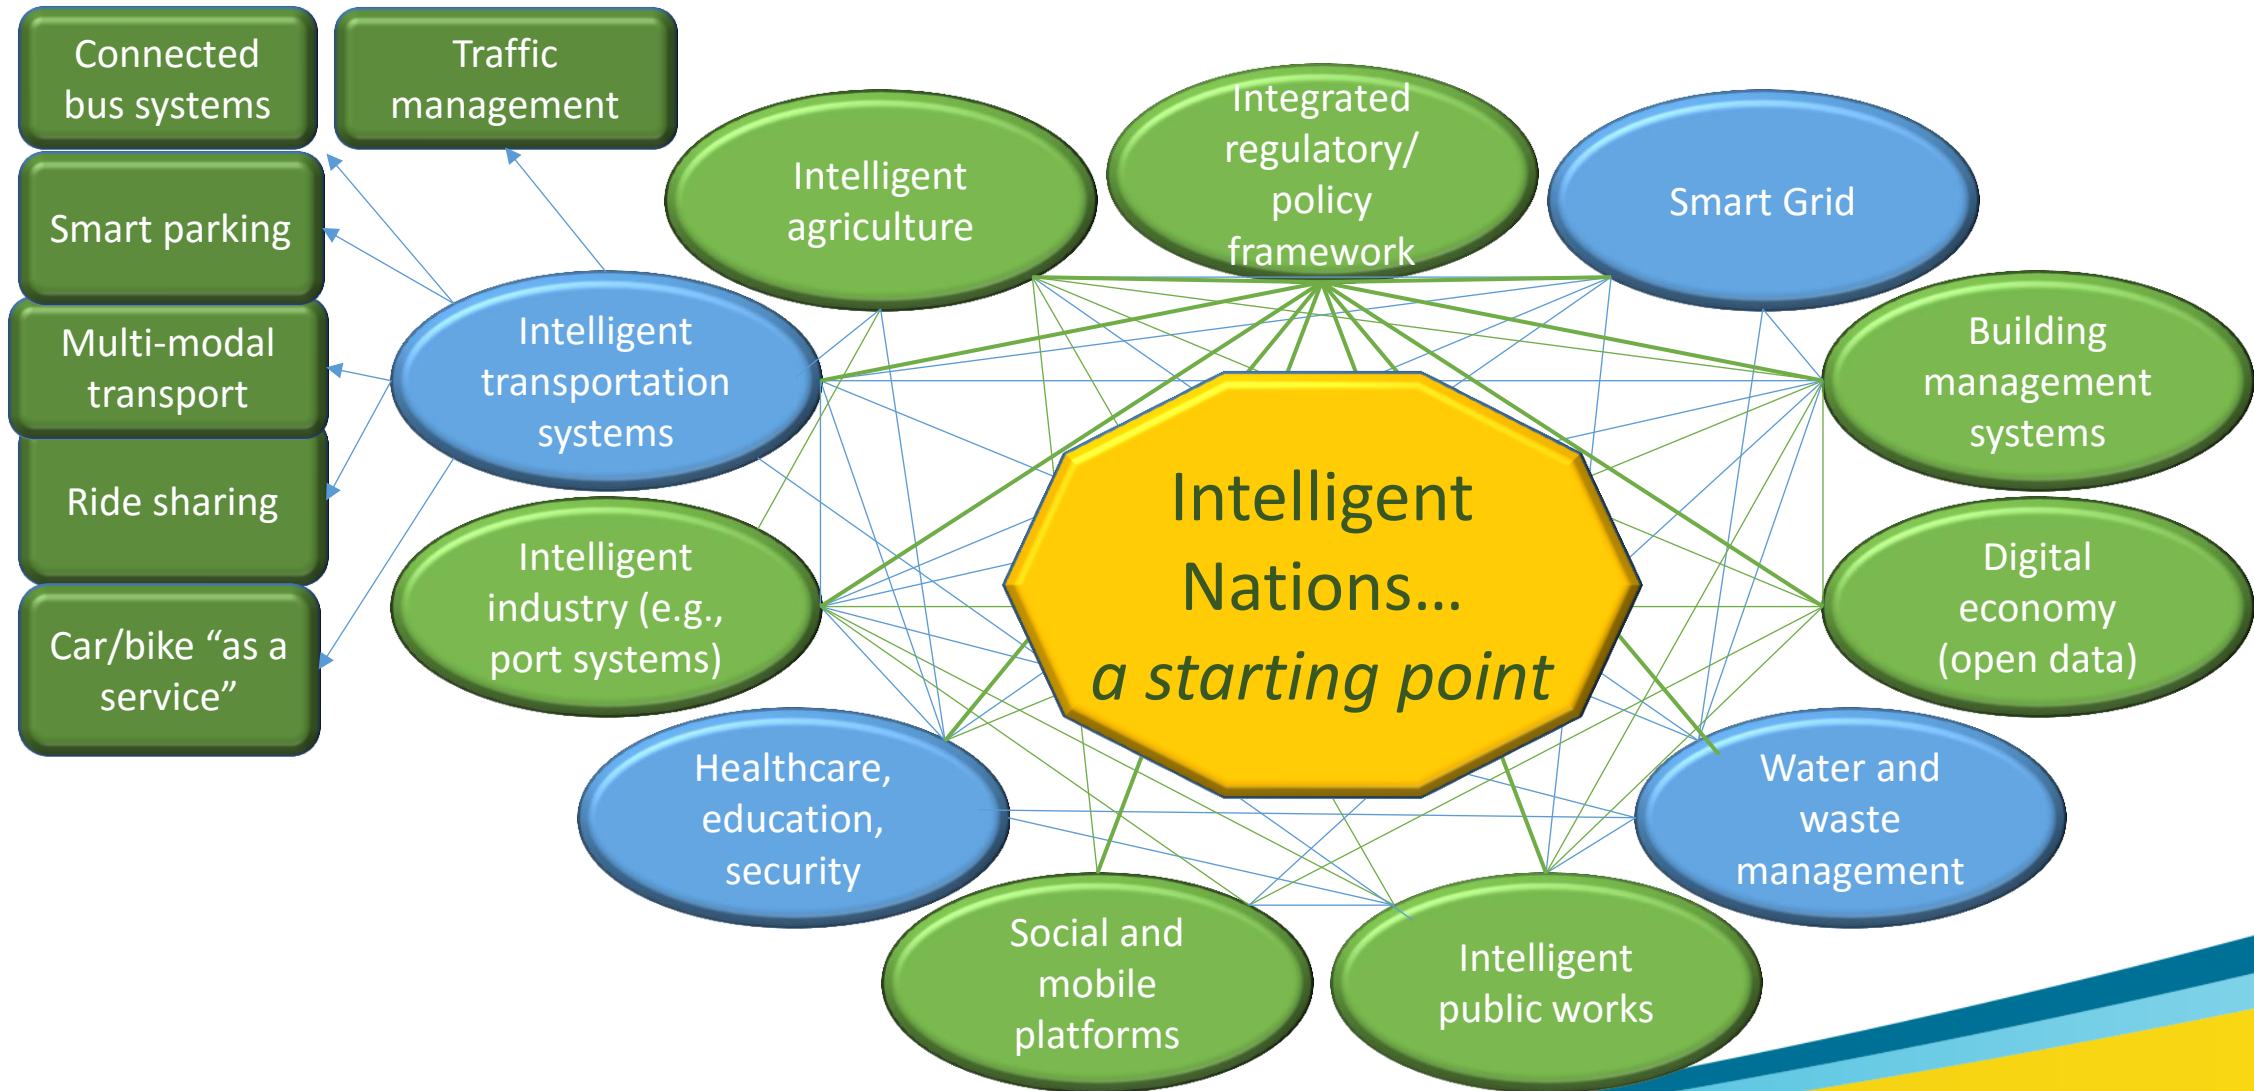 Connected
bus systems
Traffic
management
Smart parking
Multi-modal
transport
Ride sharing
Car/bike “as a
service”
Intelligent
agriculture
Integrated
regulatory/
policy
framework
Smart Grid
Intelligent
transportation
systems
Building
management
systems
Intelligent
industry (e.g.,
port systems)
Intelligent
Nations…
a starting point
Digital
economy
(open data)
Healthcare,
education,
security
Water and
waste
management
Social and
mobile
platforms
Intelligent
public works